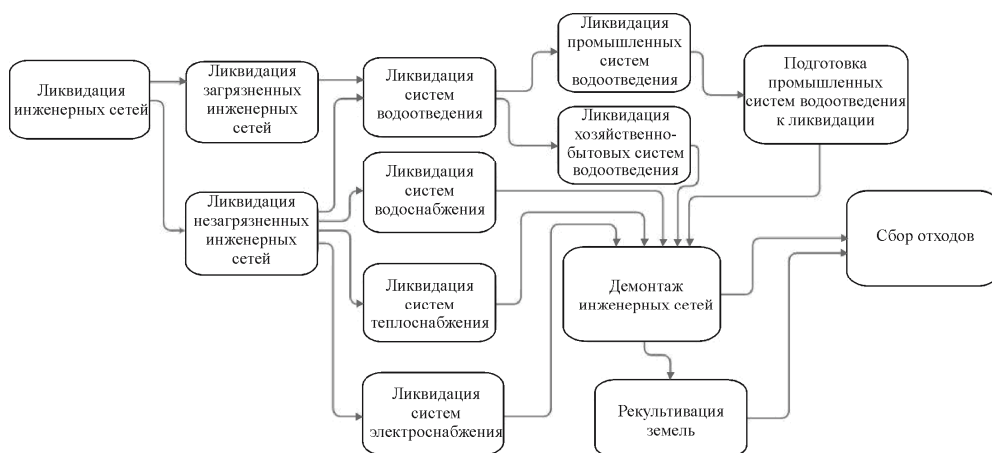 Ликвидация
инженерных сетей
Ликвидация
загрязненных
инженерных
сетей
Ликвидация
незагрязненных
инженерных
сетей
Ликвидация
систем
водоотведения
Ликвидация
систем
водоснабжения
Ликвидация
систем
теплоснабжения
Ликвидация
систем
электроснабжения
Ликвидация
промышленных
систем
водоотведения
Ликвидация
хозяйственно-
бытовых систем
водоотведения
Подготовка
промышленных
систем водоотведения
к ликвидации
Демонтаж
инженерных сетей
Рекультивация
земель
Сбор отходов